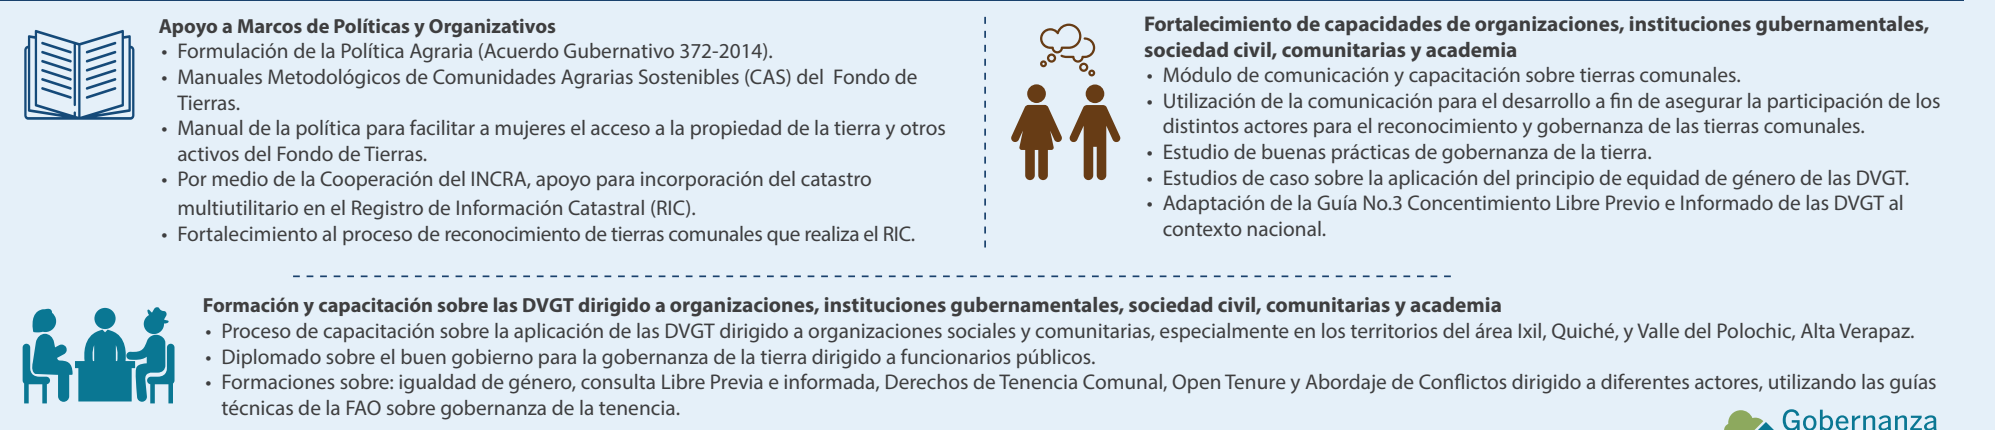 Apoyo a Marcos de Políticas y Organizativos
• Formulación de la Política Agraria (Acuerdo Gubernativo 372-2014).
• Manuales Metodológicos de Comunidades Agrarias Sostenibles (CAS) del Fondo de
Tierras.
• Manual de la política para facilitar a mujeres el acceso a la propiedad de la tierra y otros
activos del Fondo de Tierras.
• Por medio de la Cooperación del INCRA, apoyo para incorporación del catastro
multiutilitario en el Registro de Información Catastral (RIC).
• Fortalecimiento al proceso de reconocimiento de tierras comunales que realiza el RIC.
Fortalecimiento de capacidades de organizaciones, instituciones gubernamentales,
sociedad civil, comunitarias y academia
• Módulo de comunicación y capacitación sobre tierras comunales.
• Utilización de la comunicación para el desarrollo a fin de asegurar la participación de los
distintos actores para el reconocimiento y gobernanza de las tierras comunales.
• Estudio de buenas prácticas de gobernanza de la tierra.
• Estudios de caso sobre la aplicación del principio de equidad de género de las DVGT.
• Adaptación de la Guía No.3 Concentimiento Libre Previo e Informado de las DVGT al
contexto nacional.
Formación y capacitación sobre las DVGT dirigido a organizaciones, instituciones gubernamentales, sociedad civil, comunitarias y academia
• Proceso de capacitación sobre la aplicación de las DVGT dirigido a organizaciones sociales y comunitarias, especialmente en los territorios del área Ixil, Quiché, y Valle del Polochic, Alta Verapaz.
• Diplomado sobre el buen gobierno para la gobernanza de la tierra dirigido a funcionarios públicos.
• Formaciones sobre: igualdad de género, consulta Libre Previa e informada, Derechos de Tenencia Comunal, Open Tenure y Abordaje de Conflictos dirigido a diferentes actores, utilizando las guías
técnicas de la FAO sobre gobernanza de la tenencia.
Gobernanza